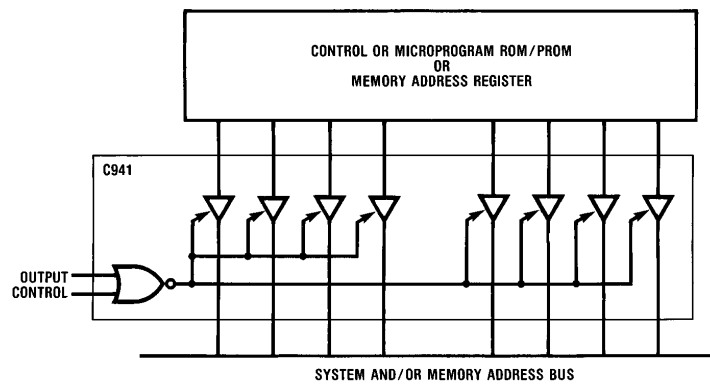 CONTROL OR MICROPROGRAM ROM/PROM
OR
MEMORY ADDRESS REGISTER
C941
OUTPUT
CONTROL
SYSTEM AND/OR MEMORY ADDRESS BUS